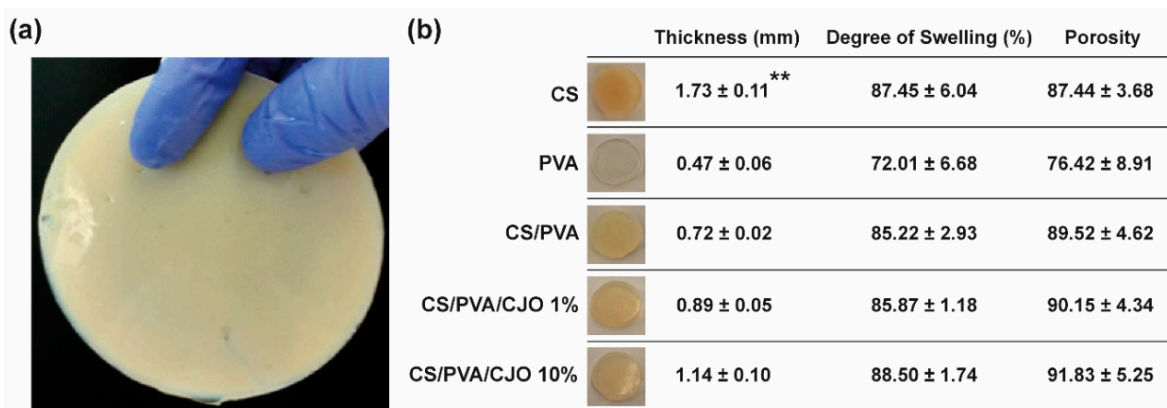 (a)
(b)
Thickness (mm) Degree of Swelling (%) Porosity
CS 1.73 ± 0.11** 87.45 ± 6.04 87.44 ± 3.68
PVA 0.47 ± 0.06 72.01 ± 6.68 76.42 ± 8.91
CS/PVA 0.72 ± 0.02 85.22 ± 2.93 89.52 ± 4.62
CS/PVA/CJO 1% 0.89 ± 0.05 85.87 ± 1.18 90.15 ± 4.34
CS/PVA/CJO 10% 1.14 ± 0.10 88.50 ± 1.74 91.83 ± 5.25